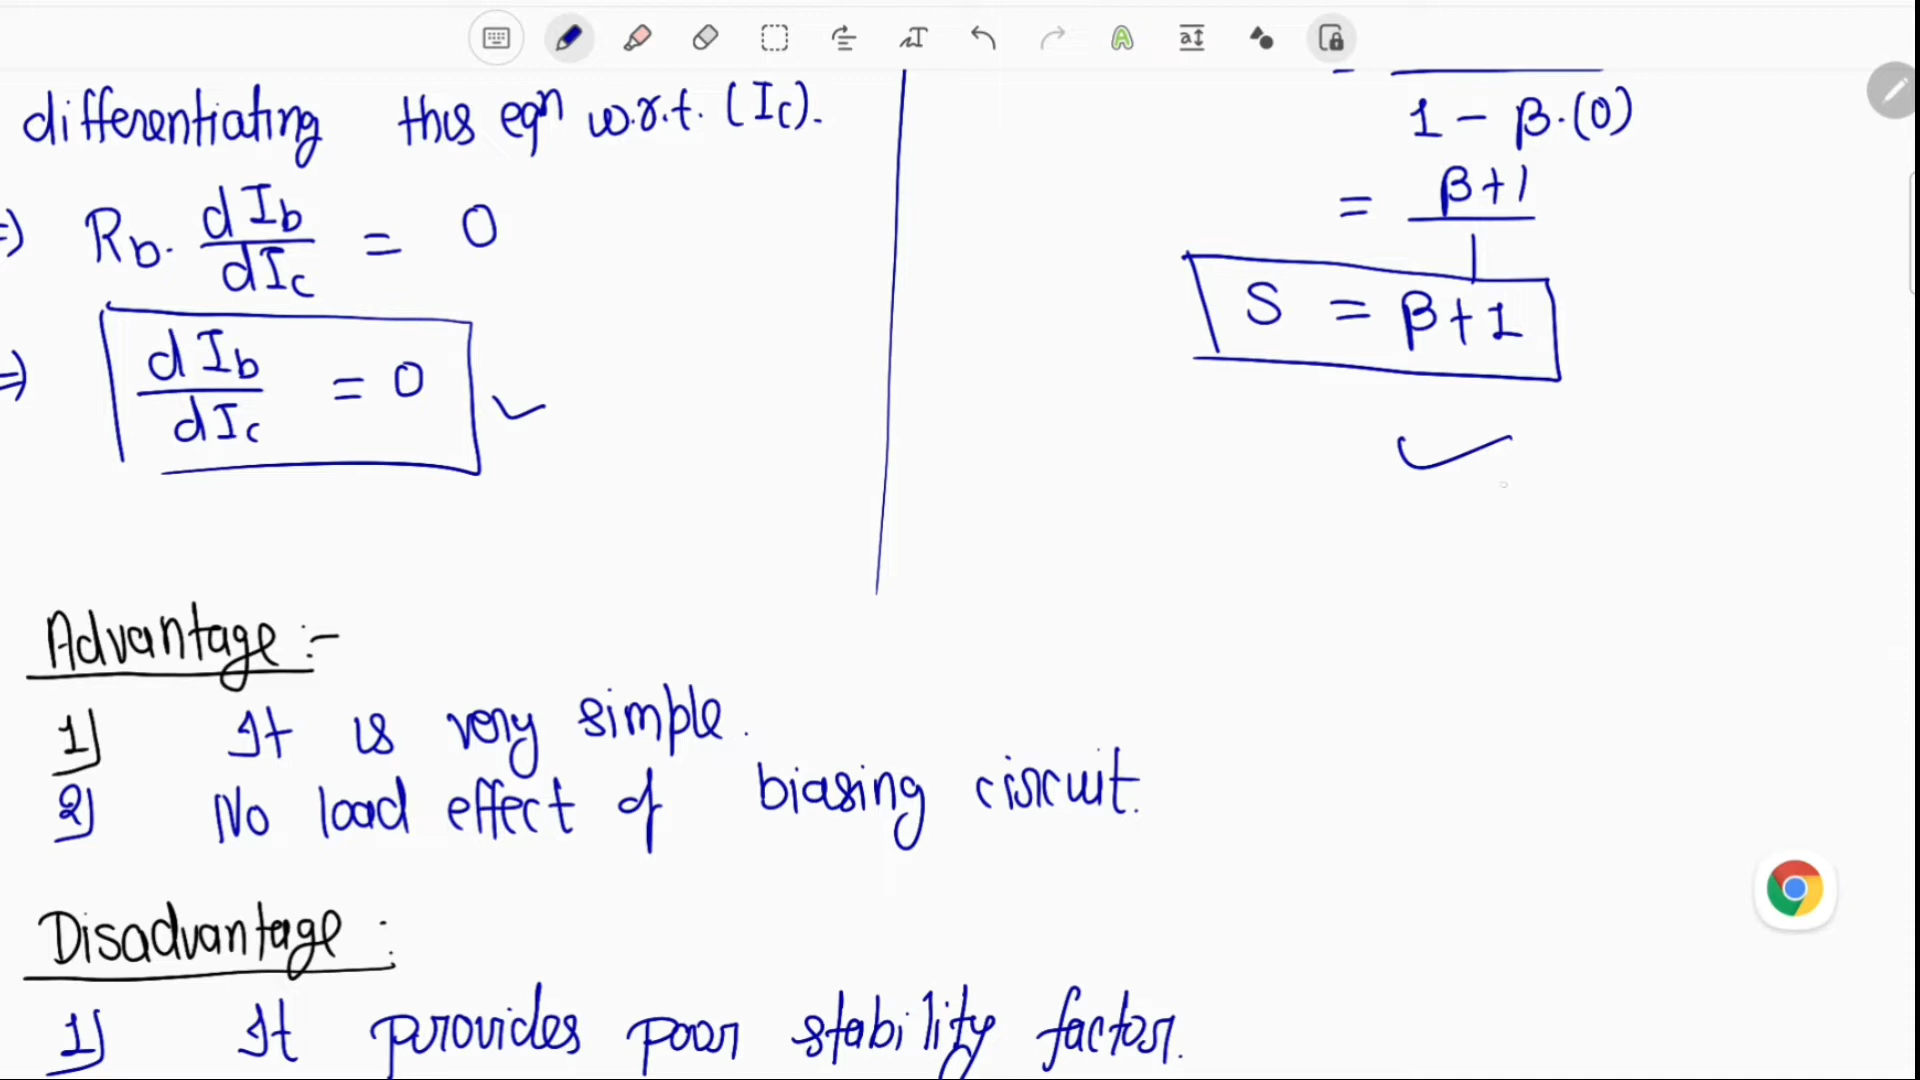 differentiating this eqn w.r.t. (Ic).
=) Rb. dIb/dIc = 0
=) dIb/dIc = 0
=
1 - β.(0)
= β+1/1
S = β+1
Advantage :-
1) It is very simple.
2) No load effect of biasing circuit.
Disadvantage :
1) It provides poor stability factor.